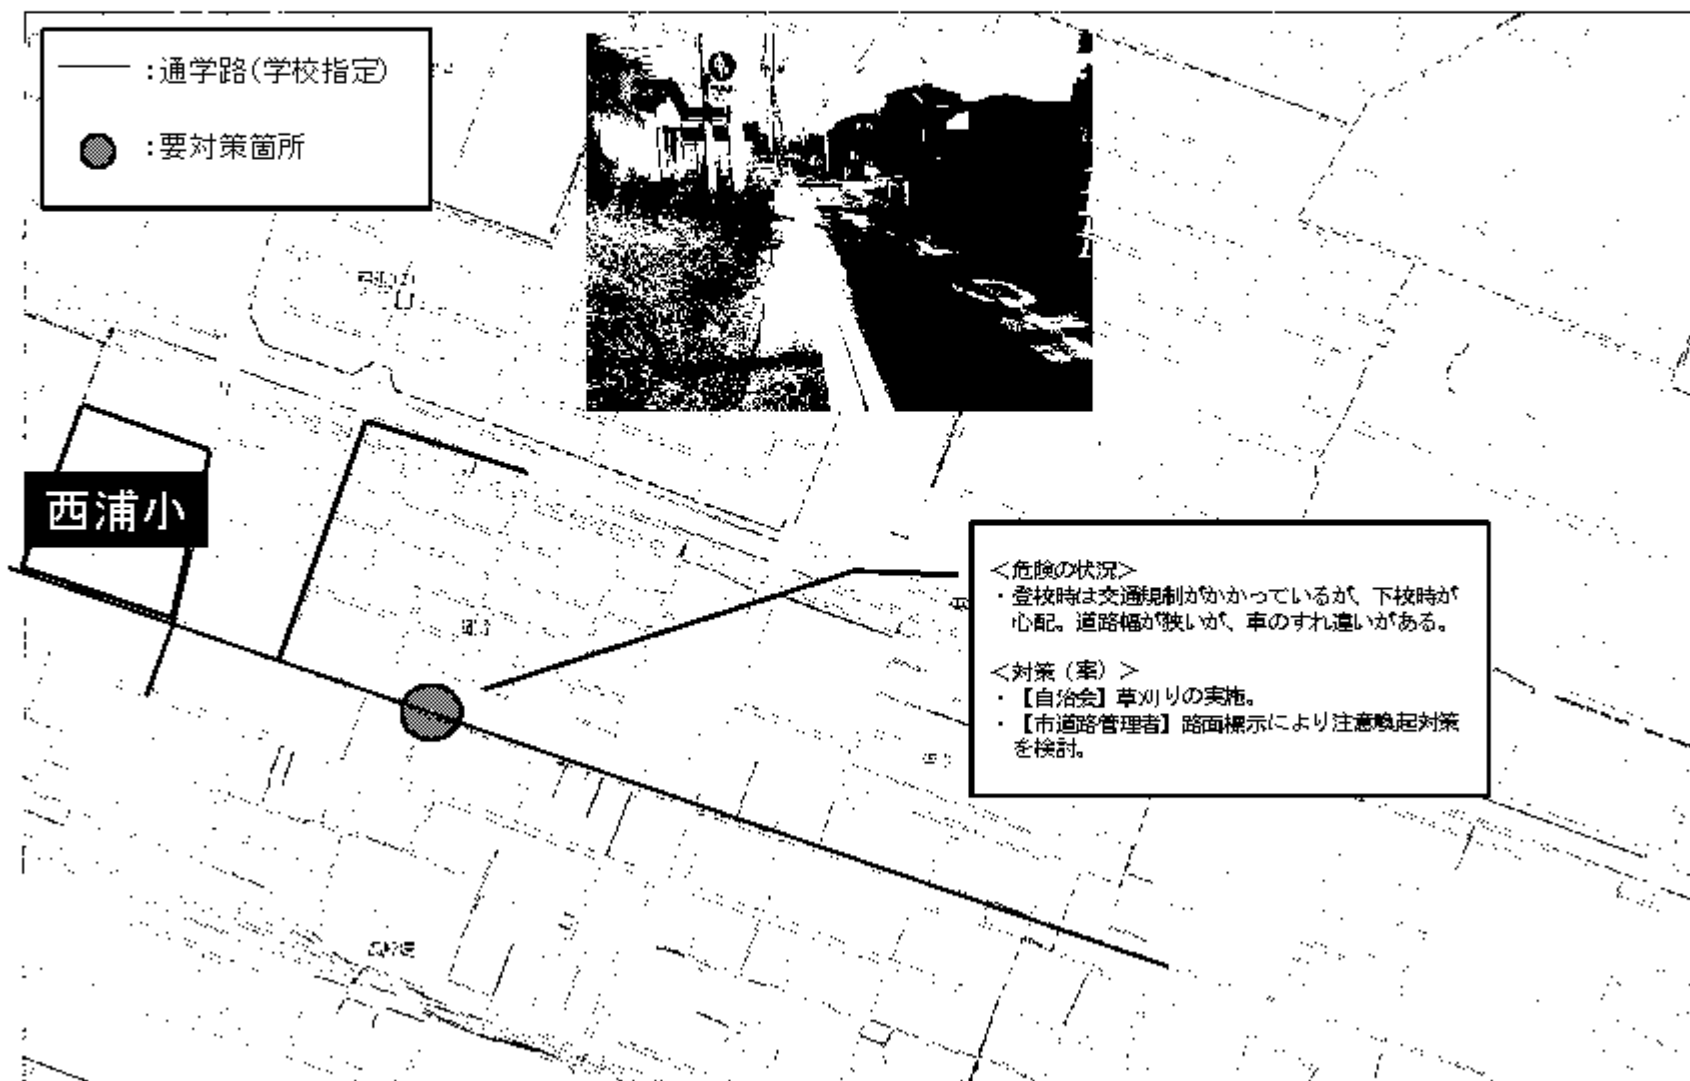 ：通学路(学校指定)
：要対策箇所
西浦小
＜危険の状況＞
・登校時は交通規制がかかっているが、下校時が
心配。道路幅が狭いが、車のすれ違いがある。
＜対策（案）＞
・【自治会】草刈りの実施。
・【市道路管理者】路面標示により注意喚起対策
を検討。